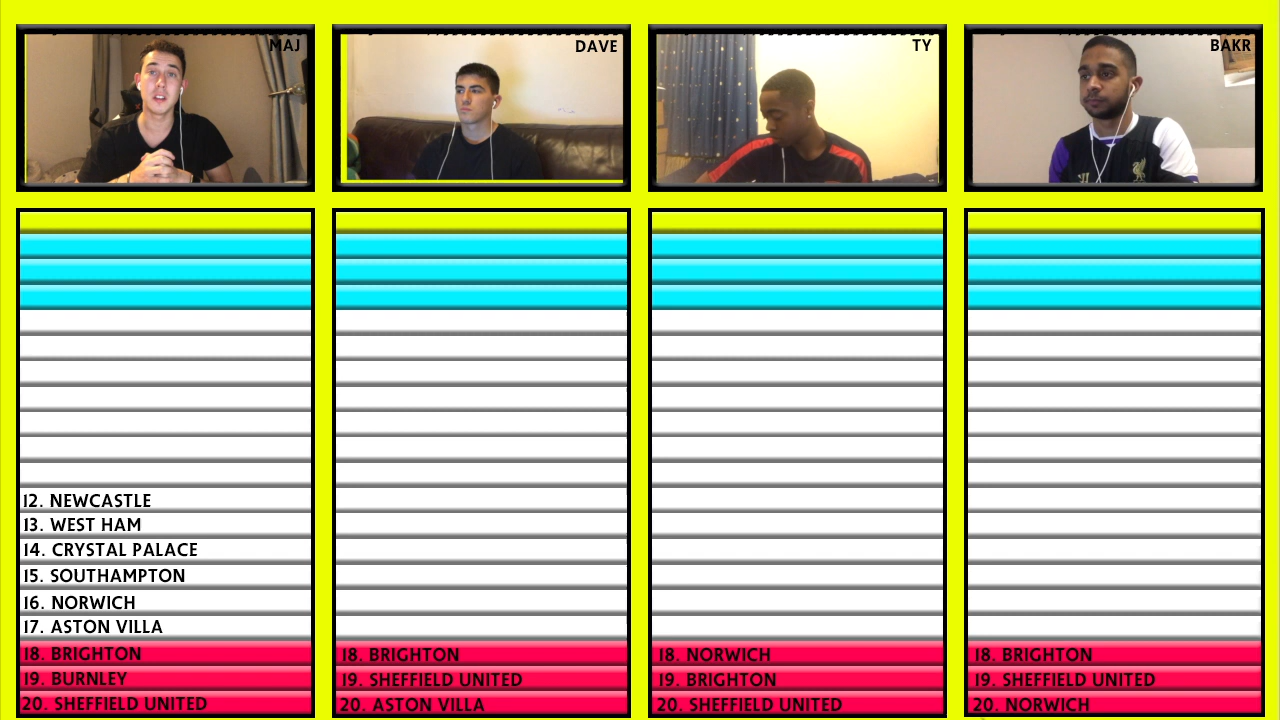 MAJ
DAVE
TY
BAKR
12. NEWCASTLE
13. WEST HAM
14. CRYSTAL PALACE
15. SOUTHAMPTON
16. NORWICH
17. ASTON VILLA
18. BRIGHTON
19. BURNLEY
20. SHEFFIELD UNITED
18. BRIGHTON
19. SHEFFIELD UNITED
20. ASTON VILLA
18. NORWICH
19. BRIGHTON
20. SHEFFIELD UNITED
18. BRIGHTON
19. SHEFFIELD UNITED
20. NORWICH